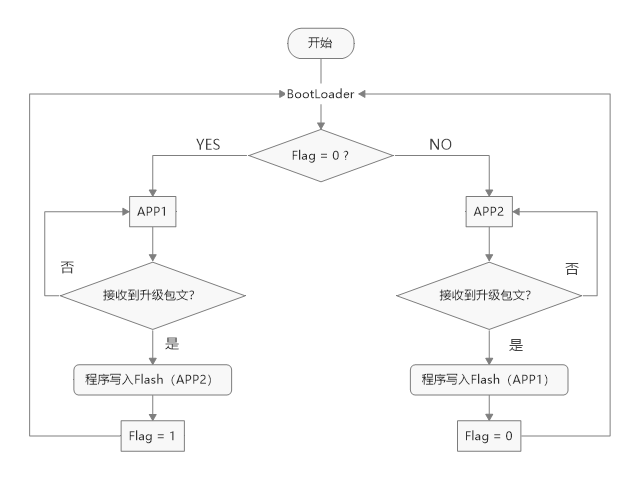 开始
BootLoader
Flag = 0 ?
YES
NO
APP1
APP2
否
否
接收到升级包文?
接收到升级包文?
是
是
程序写入Flash（APP2）
程序写入Flash（APP1）
Flag = 1
Flag = 0